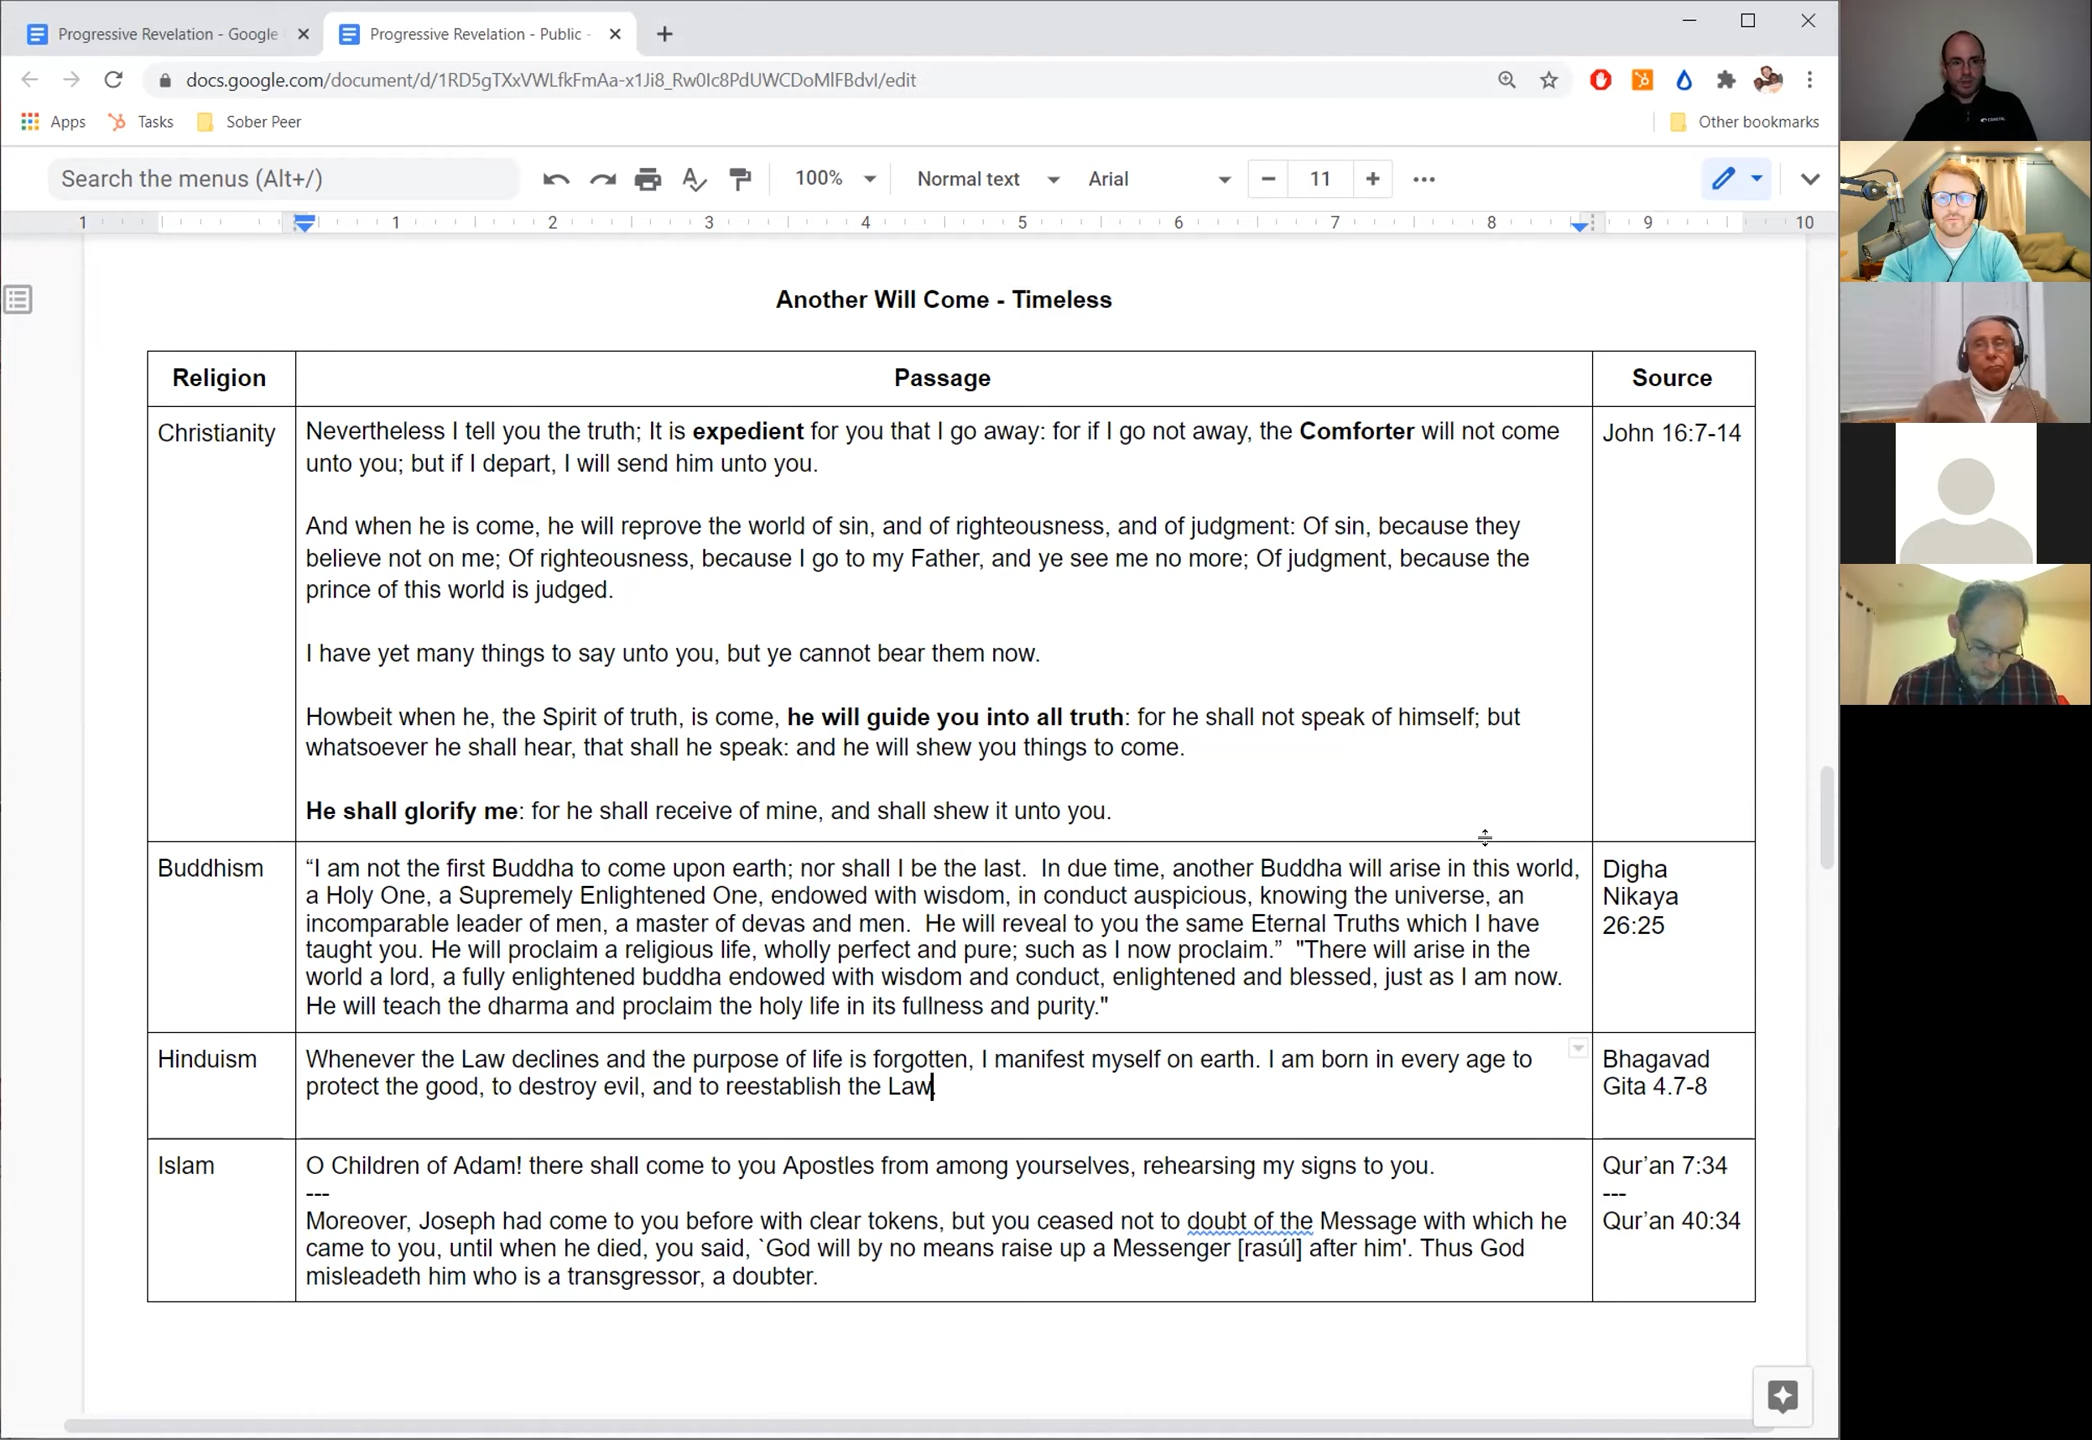 Progressive Revelation - Google
Progressive Revelation - Public -
docs.google.com/document/d/1RD5gTXxVWLfkFmAa-x1Ji8_Rw0Ic8PdUWCDoMlFBdvI/edit
Apps Tasks Sober Peer Other bookmarks
Search the menus (Alt+/) 100% Normal text Arial 11
1 1 2 3 4 5 6 7 8 9 10
Another Will Come - Timeless
Religion Passage Source
Christianity
Nevertheless I tell you the truth; It is expedient for you that I go away: for if I go not away, the Comforter will not come
unto you; but if I depart, I will send him unto you.
And when he is come, he will reprove the world of sin, and of righteousness, and of judgment: Of sin, because they
believe not on me; Of righteousness, because I go to my Father, and ye see me no more; Of judgment, because the
prince of this world is judged.
I have yet many things to say unto you, but ye cannot bear them now.
Howbeit when he, the Spirit of truth, is come, he will guide you into all truth: for he shall not speak of himself; but
whatsoever he shall hear, that shall he speak: and he will shew you things to come.
He shall glorify me: for he shall receive of mine, and shall shew it unto you.
John 16:7-14
Buddhism
“I am not the first Buddha to come upon earth; nor shall I be the last.  In due time, another Buddha will arise in this world,
a Holy One, a Supremely Enlightened One, endowed with wisdom, in conduct auspicious, knowing the universe, an
incomparable leader of men, a master of devas and men.  He will reveal to you the same Eternal Truths which I have
taught you. He will proclaim a religious life, wholly perfect and pure; such as I now proclaim.”  "There will arise in the
world a lord, a fully enlightened buddha endowed with wisdom and conduct, enlightened and blessed, just as I am now.
He will teach the dharma and proclaim the holy life in its fullness and purity."
Digha
Nikaya
26:25
Hinduism
Whenever the Law declines and the purpose of life is forgotten, I manifest myself on earth. I am born in every age to
protect the good, to destroy evil, and to reestablish the Law.
Bhagavad
Gita 4.7-8
Islam
O Children of Adam! there shall come to you Apostles from among yourselves, rehearsing my signs to you.
---
Moreover, Joseph had come to you before with clear tokens, but you ceased not to doubt of the Message with which he
came to you, until when he died, you said, `God will by no means raise up a Messenger [rasúl] after him'. Thus God
misleadeth him who is a transgressor, a doubter.
Qur’an 7:34
---
Qur’an 40:34